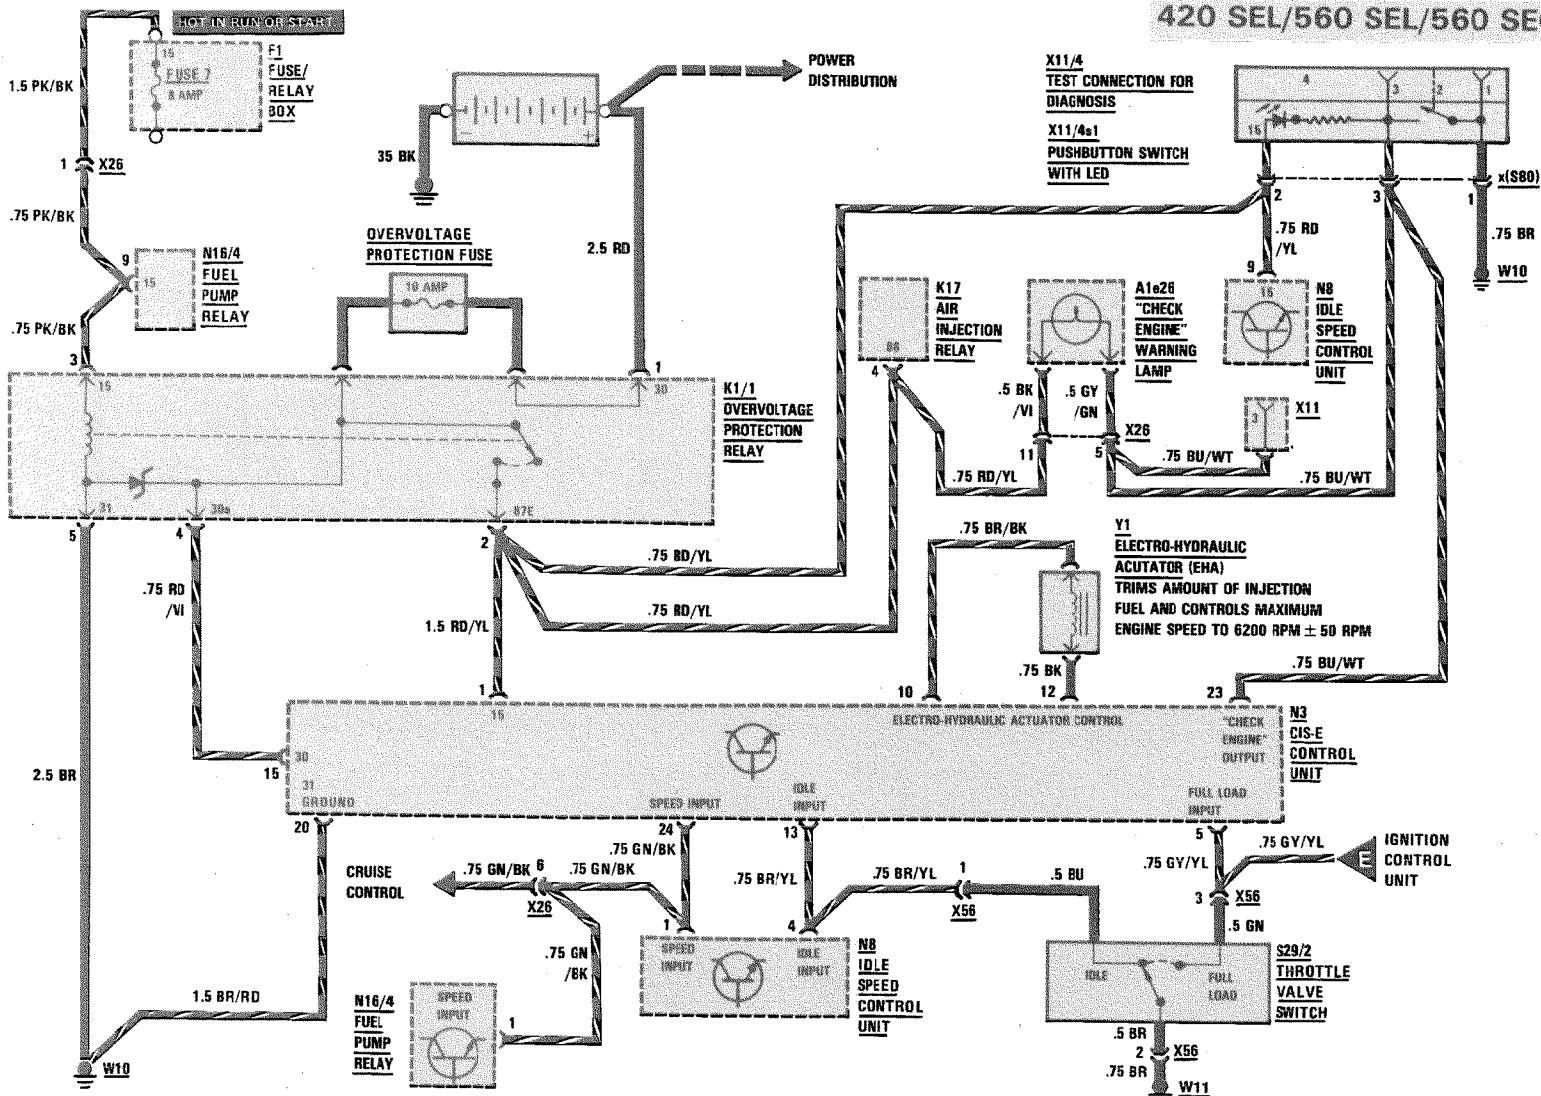 420 SEL/560 SEL/560 SE
HOT IN RUN OR START
1.5 PK/BK
15
FUSE 7
8 AMP
F1
FUSE/
RELAY
BOX
1
X26
.75 PK/BK
9
15
N16/4
FUEL
PUMP
RELAY
.75 PK/BK
3
35 BK
−
+
POWER
DISTRIBUTION
2.5 RD
OVERVOLTAGE
PROTECTION FUSE
10 AMP
1
15
30
K1/1
OVERVOLTAGE
PROTECTION
RELAY
31
30a
87E
5
4
2
X11/4
TEST CONNECTION FOR
DIAGNOSIS
X11/4s1
PUSHBUTTON SWITCH
WITH LED
4
3
2
1
15
2
3
1
x(S80)
.75 RD
/YL
.75 BR
W10
9
15
N8
IDLE
SPEED
CONTROL
UNIT
K17
AIR
INJECTION
RELAY
86
4
A1e26
"CHECK
ENGINE"
WARNING
LAMP
.5 BK
/VI
.5 GY
/GN
X26
11
5
3
X11
.75 BU/WT
.75 RD/YL
.75 BU/WT
.75 RD/YL
.75 RD/YL
.75 RD
/VI
1.5 RD/YL
.75 BR/BK
Y1
ELECTRO-HYDRAULIC
ACUTATOR (EHA)
TRIMS AMOUNT OF INJECTION
FUEL AND CONTROLS MAXIMUM
ENGINE SPEED TO 6200 RPM ± 50 RPM
.75 BK
.75 BU/WT
1
10
12
23
15
ELECTRO-HYDRAULIC ACTUATOR CONTROL
"CHECK
ENGINE"
OUTPUT
N3
CIS-E
CONTROL
UNIT
2.5 BR
15
30
31
GROUND
SPEED INPUT
IDLE
INPUT
FULL LOAD
INPUT
20
24
13
5
.75 GN/BK
.75 BR/YL
.75 GY/YL
.75 GY/YL
E
IGNITION
CONTROL
UNIT
CRUISE
CONTROL
.75 GN/BK
6
.75 GN/BK
X26
.75 BR/YL
1
X56
.5 BU
3
X56
.5 GN
.75 GN
/BK
1
4
SPEED
INPUT
IDLE
INPUT
N8
IDLE
SPEED
CONTROL
UNIT
IDLE
FULL
LOAD
S29/2
THROTTLE
VALVE
SWITCH
1.5 BR/RD
N16/4
FUEL
PUMP
RELAY
SPEED
INPUT
1
.5 BR
2
X56
.75 BR
W11
W10